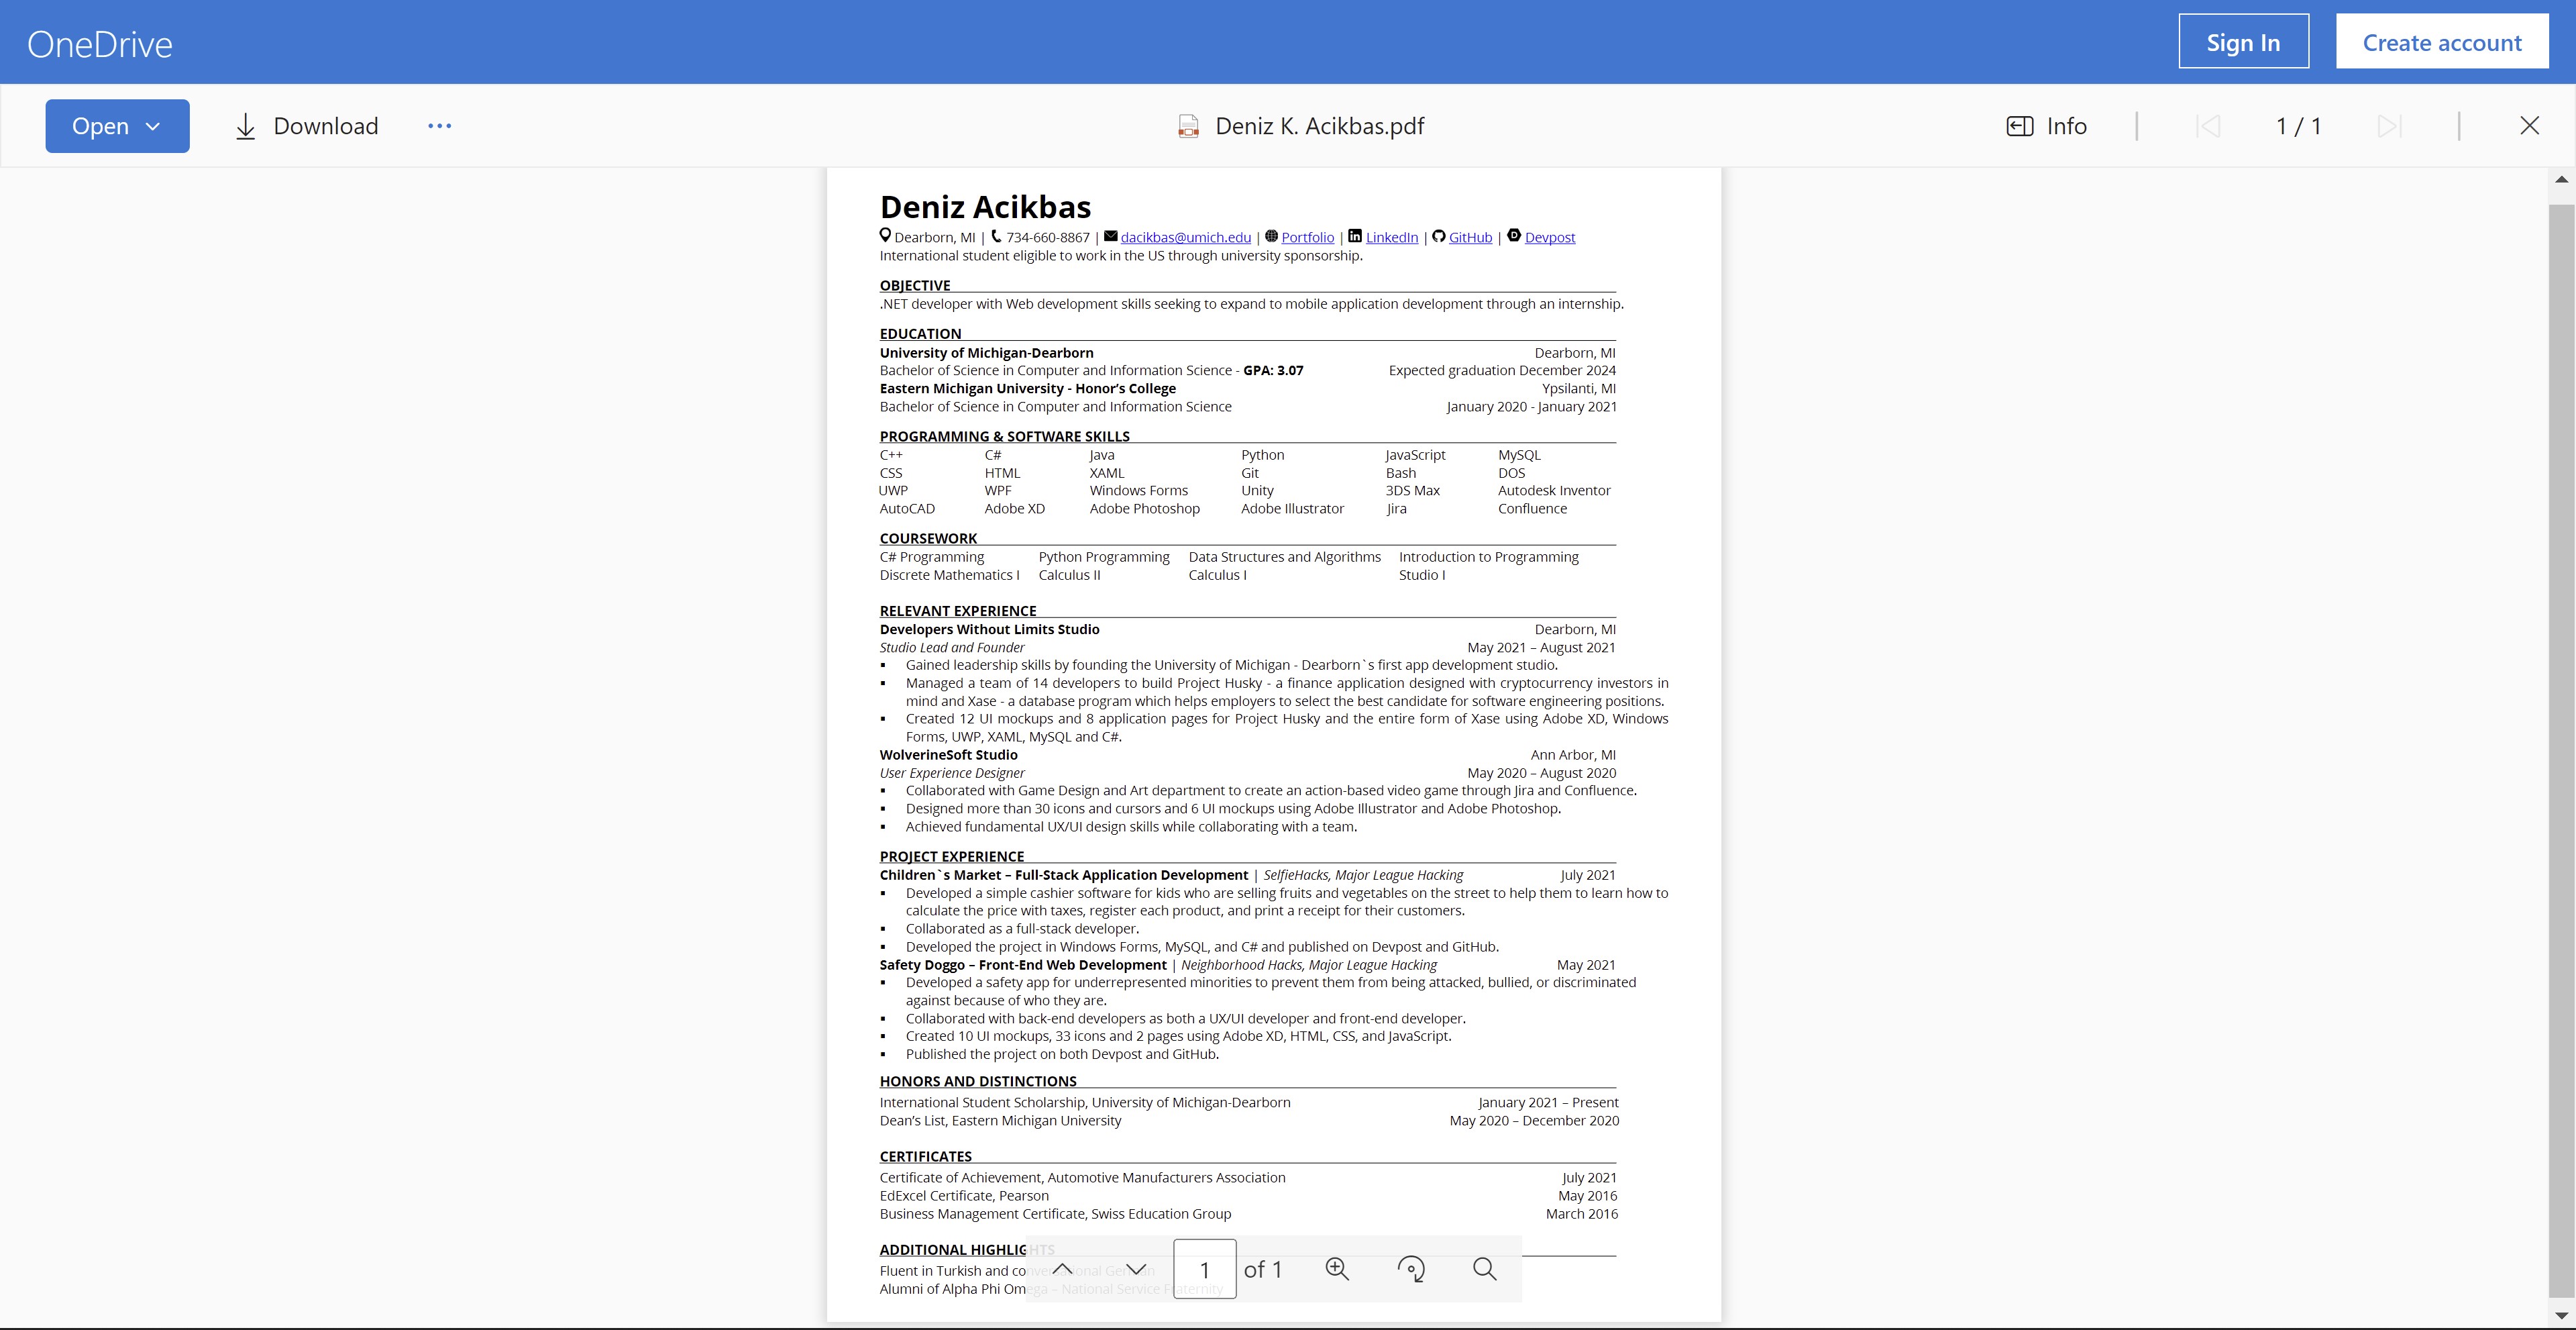 OneDrive
Sign In
Create account
Open
Download
Deniz K. Acikbas.pdf
Info
1 / 1
Deniz Acikbas
Dearborn, MI | 734-660-8867 | dacikbas@umich.edu | Portfolio | LinkedIn | GitHub | Devpost
International student eligible to work in the US through university sponsorship.
OBJECTIVE
.NET developer with Web development skills seeking to expand to mobile application development through an internship.
EDUCATION
University of Michigan-Dearborn Dearborn, MI
Bachelor of Science in Computer and Information Science - GPA: 3.07 Expected graduation December 2024
Eastern Michigan University - Honor’s College Ypsilanti, MI
Bachelor of Science in Computer and Information Science January 2020 - January 2021
PROGRAMMING & SOFTWARE SKILLS
C++ C# Java Python JavaScript MySQL
CSS HTML XAML Git Bash DOS
UWP WPF Windows Forms Unity 3DS Max Autodesk Inventor
AutoCAD Adobe XD Adobe Photoshop Adobe Illustrator Jira Confluence
COURSEWORK
C# Programming Python Programming Data Structures and Algorithms Introduction to Programming
Discrete Mathematics I Calculus II Calculus I Studio I
RELEVANT EXPERIENCE
Developers Without Limits Studio Dearborn, MI
Studio Lead and Founder May 2021 – August 2021
▪ Gained leadership skills by founding the University of Michigan - Dearborn`s first app development studio.
▪ Managed a team of 14 developers to build Project Husky - a finance application designed with cryptocurrency investors in
mind and Xase - a database program which helps employers to select the best candidate for software engineering positions.
▪ Created 12 UI mockups and 8 application pages for Project Husky and the entire form of Xase using Adobe XD, Windows
Forms, UWP, XAML, MySQL and C#.
WolverineSoft Studio Ann Arbor, MI
User Experience Designer May 2020 – August 2020
▪ Collaborated with Game Design and Art department to create an action-based video game through Jira and Confluence.
▪ Designed more than 30 icons and cursors and 6 UI mockups using Adobe Illustrator and Adobe Photoshop.
▪ Achieved fundamental UX/UI design skills while collaborating with a team.
PROJECT EXPERIENCE
Children`s Market – Full-Stack Application Development | SelfieHacks, Major League Hacking July 2021
▪ Developed a simple cashier software for kids who are selling fruits and vegetables on the street to help them to learn how to
calculate the price with taxes, register each product, and print a receipt for their customers.
▪ Collaborated as a full-stack developer.
▪ Developed the project in Windows Forms, MySQL, and C# and published on Devpost and GitHub.
Safety Doggo – Front-End Web Development | Neighborhood Hacks, Major League Hacking May 2021
▪ Developed a safety app for underrepresented minorities to prevent them from being attacked, bullied, or discriminated
against because of who they are.
▪ Collaborated with back-end developers as both a UX/UI developer and front-end developer.
▪ Created 10 UI mockups, 33 icons and 2 pages using Adobe XD, HTML, CSS, and JavaScript.
▪ Published the project on both Devpost and GitHub.
HONORS AND DISTINCTIONS
International Student Scholarship, University of Michigan-Dearborn January 2021 – Present
Dean’s List, Eastern Michigan University May 2020 – December 2020
CERTIFICATES
Certificate of Achievement, Automotive Manufacturers Association July 2021
EdExcel Certificate, Pearson May 2016
Business Management Certificate, Swiss Education Group March 2016
ADDITIONAL HIGHLIGHTS
Fluent in Turkish and conversational German
Alumni of Alpha Phi Omega – National Service Fraternity
1 of 1